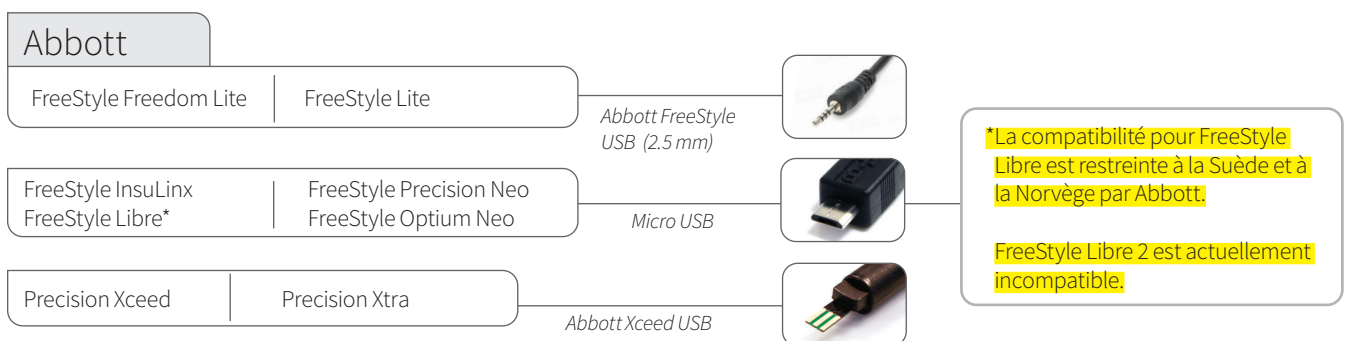 Abbott
FreeStyle Freedom Lite FreeStyle Lite
Abbott FreeStyle
USB (2.5 mm)
FreeStyle InsuLinx FreeStyle Precision Neo
FreeStyle Libre* FreeStyle Optium Neo
Micro USB
*La compatibilité pour FreeStyle
Libre est restreinte à la Suède et à
la Norvège par Abbott.
FreeStyle Libre 2 est actuellement
incompatible.
Precision Xceed Precision Xtra
Abbott Xceed USB